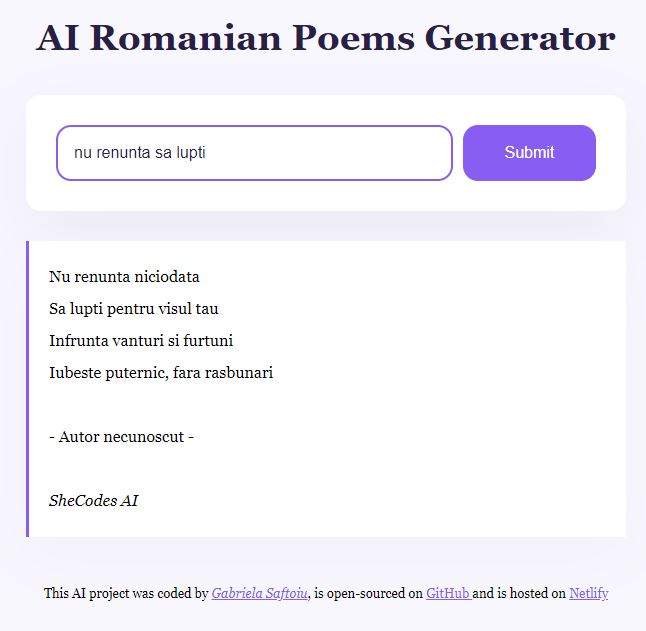 AI Romanian Poems Generator
nu renunta sa lupti
Submit
Nu renunta niciodata
Sa lupti pentru visul tau
Infrunta vanturi si furtuni
Iubeste puternic, fara rasbunari
- Autor necunoscut -
SheCodes AI
This AI project was coded by Gabriela Saftoiu, is open-sourced on GitHub and is hosted on Netlify